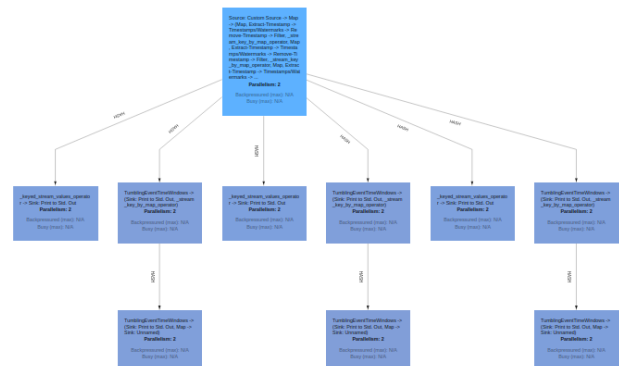 Source: Custom Source -> Map
-> (Map, Extract-Timestamp ->
Timestamps/Watermarks -> Re
move-Timestamp -> Filter, _stre
am_key_by_map_operator, Map
, Extract-Timestamp -> Timesta
mps/Watermarks -> Remove-Ti
mestamp -> Filter, _stream_key
_by_map_operator, Map, Extrac
t-Timestamp -> Timestamps/Wat
ermarks -> ...
Parallelism: 2
Backpressured (max): N/A
Busy (max): N/A
HASH
HASH
HASH
HASH
HASH
HASH
_keyed_stream_values_operato
r -> Sink: Print to Std. Out
Parallelism: 2
Backpressured (max): N/A
Busy (max): N/A
TumblingEventTimeWindows ->
(Sink: Print to Std. Out, _stream
_key_by_map_operator)
Parallelism: 2
Backpressured (max): N/A
Busy (max): N/A
_keyed_stream_values_operato
r -> Sink: Print to Std. Out
Parallelism: 2
Backpressured (max): N/A
Busy (max): N/A
TumblingEventTimeWindows ->
(Sink: Print to Std. Out, _stream
_key_by_map_operator)
Parallelism: 2
Backpressured (max): N/A
Busy (max): N/A
_keyed_stream_values_operato
r -> Sink: Print to Std. Out
Parallelism: 2
Backpressured (max): N/A
Busy (max): N/A
TumblingEventTimeWindows ->
(Sink: Print to Std. Out, _stream
_key_by_map_operator)
Parallelism: 2
Backpressured (max): N/A
Busy (max): N/A
HASH
HASH
HASH
TumblingEventTimeWindows ->
(Sink: Print to Std. Out, Map ->
Sink: Unnamed)
Parallelism: 2
Backpressured (max): N/A
Busy (max): N/A
TumblingEventTimeWindows ->
(Sink: Print to Std. Out, Map ->
Sink: Unnamed)
Parallelism: 2
Backpressured (max): N/A
Busy (max): N/A
TumblingEventTimeWindows ->
(Sink: Print to Std. Out, Map ->
Sink: Unnamed)
Parallelism: 2
Backpressured (max): N/A
Busy (max): N/A